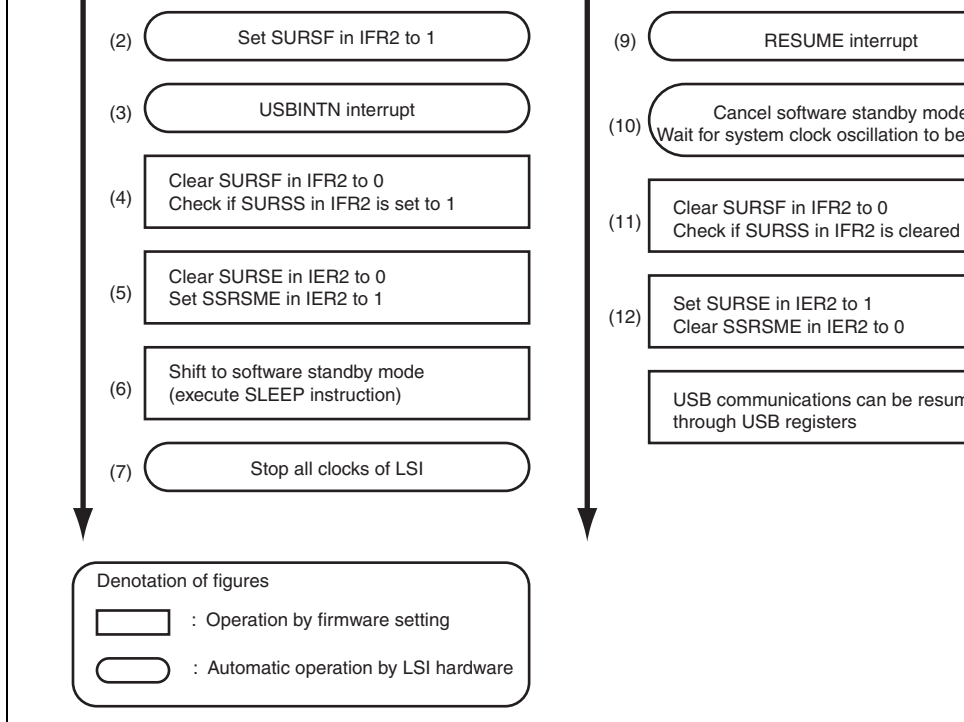 (2) Set SURSF in IFR2 to 1
(3) USBINTN interrupt
(4) Clear SURSF in IFR2 to 0
Check if SURSS in IFR2 is set to 1
(5) Clear SURSE in IER2 to 0
Set SSRSME in IER2 to 1
(6) Shift to software standby mode
(execute SLEEP instruction)
(7) Stop all clocks of LSI
(9) RESUME interrupt
(10) Cancel software standby mode
Wait for system clock oscillation to be
(11) Clear SURSF in IFR2 to 0
Check if SURSS in IFR2 is cleared
(12) Set SURSE in IER2 to 1
Clear SSRSME in IER2 to 0
USB communications can be resum
through USB registers
Denotation of figures
: Operation by firmware setting
: Automatic operation by LSI hardware